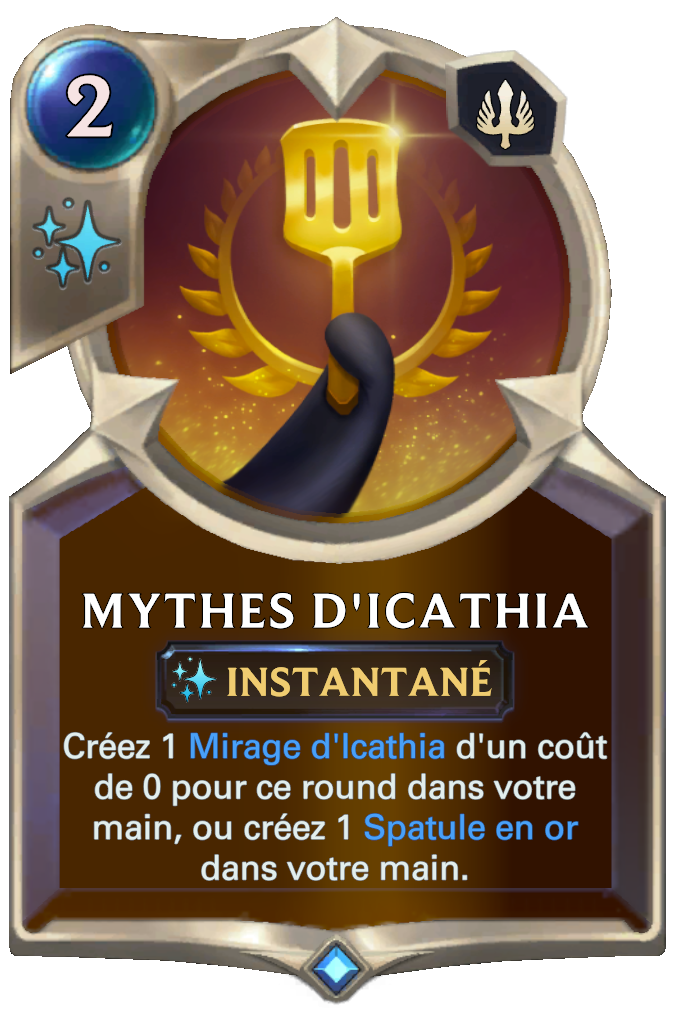 2
MYTHES D'ICATHIA
INSTANTANÉ
Créez 1 Mirage d'Icathia d'un coût
de 0 pour ce round dans votre
main, ou créez 1 Spatule en or
dans votre main.